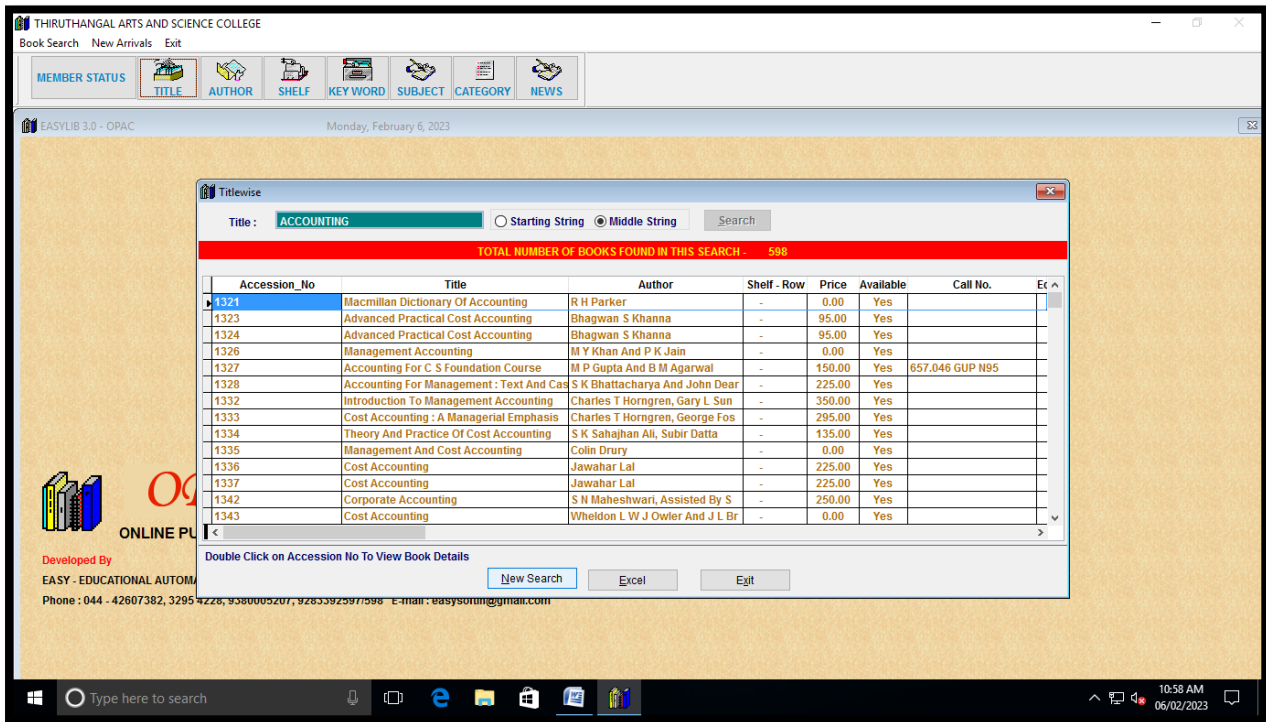 THIRUTHANGAL ARTS AND SCIENCE COLLEGE
Book Search New Arrivals Exit
MEMBER STATUS TITLE AUTHOR SHELF KEY WORD SUBJECT CATEGORY NEWS
EASYLIB 3.0 - OPAC Monday, February 6, 2023
Titlewise
Title : ACCOUNTING Starting String Middle String Search
TOTAL NUMBER OF BOOKS FOUND IN THIS SEARCH - 598
Accession_No Title Author Shelf - Row Price Available Call No.
1321 Macmillan Dictionary Of Accounting R H Parker - 0.00 Yes
1323 Advanced Practical Cost Accounting Bhagwan S Khanna - 95.00 Yes
1324 Advanced Practical Cost Accounting Bhagwan S Khanna - 95.00 Yes
1326 Management Accounting M Y Khan And P K Jain - 0.00 Yes
1327 Accounting For C S Foundation Course M P Gupta And B M Agarwal - 150.00 Yes 657.046 GUP N95
1328 Accounting For Management : Text And Cas S K Bhattacharya And John Dear - 225.00 Yes
1332 Introduction To Management Accounting Charles T Horngren, Gary L Sun - 350.00 Yes
1333 Cost Accounting : A Managerial Emphasis Charles T Horngren, George Fos - 295.00 Yes
1334 Theory And Practice Of Cost Accounting S K Sahajhan Ali, Subir Datta - 135.00 Yes
1335 Management And Cost Accounting Colin Drury - 0.00 Yes
1336 Cost Accounting Jawahar Lal - 225.00 Yes
1337 Cost Accounting Jawahar Lal - 225.00 Yes
1342 Corporate Accounting S N Maheshwari, Assisted By S - 250.00 Yes
1343 Cost Accounting Wheldon L W J Owler And J L Br - 0.00 Yes
ONLINE PU
Double Click on Accession No To View Book Details
Developed By
New Search Excel Exit
EASY - EDUCATIONAL AUTOMA
Phone : 044 - 42607382, 3295 4228, 9380005207, 9283392597/598 E-mail : easysoftin@gmail.com
Type here to search
10:58 AM
06/02/2023